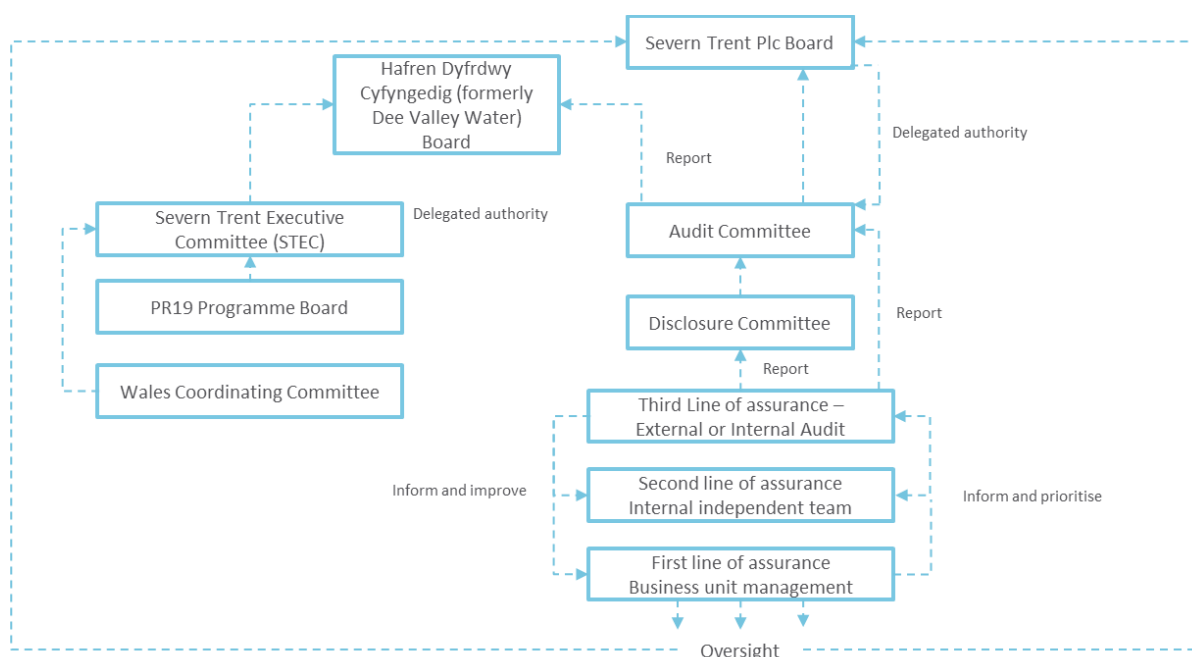 Severn Trent Plc Board
Hafren Dyfrdwy
Cyfyngedig (formerly
Dee Valley Water)
Board
Delegated authority
Report
Severn Trent Executive
Committee (STEC)
Delegated authority
Audit Committee
PR19 Programme Board
Disclosure Committee
Report
Report
Wales Coordinating Committee
Third Line of assurance –
External or Internal Audit
Inform and improve
Second line of assurance
Internal independent team
Inform and prioritise
First line of assurance
Business unit management
Oversight